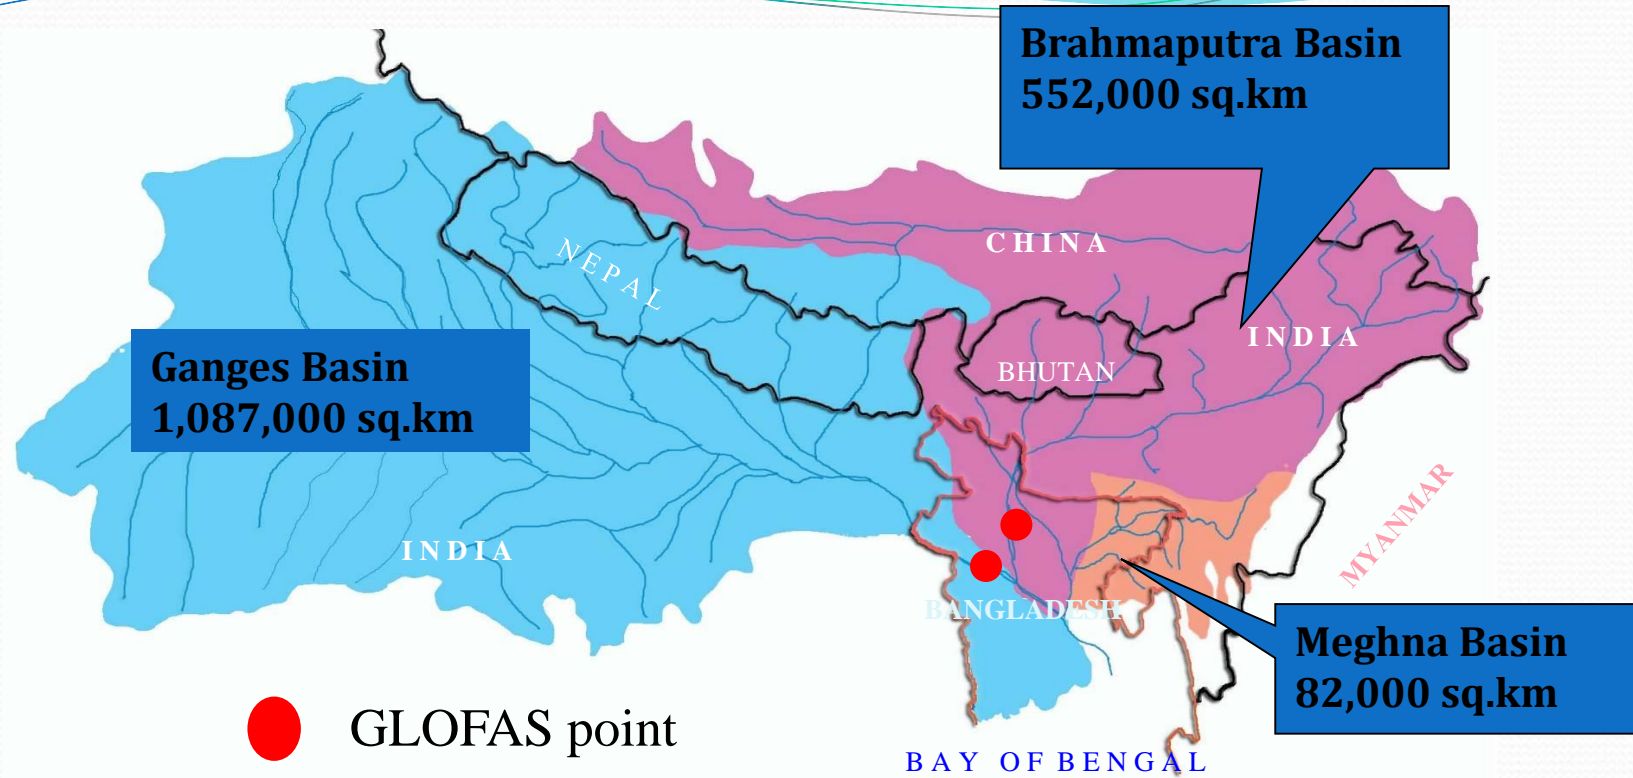 Brahmaputra Basin
552,000 sq.km
CHINA
NEPAL
INDIA
Ganges Basin
1,087,000 sq.km
BHUTAN
INDIA
MYANMAR
BANGLADESH
Meghna Basin
82,000 sq.km
GLOFAS point
BAY OF BENGAL